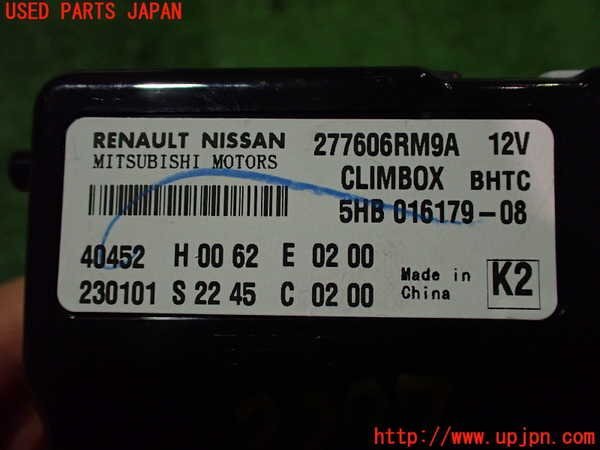 USED PARTS JAPAN
RENAULT NISSAN 277606RM9A 12V
MITSUBISHI MOTORS CLIMBOX BHTC
5HB 016179-08
40452 H 00 62 E 02 00
230101 S 22 45 C 02 00
Made in China K2
http://www.upjpn.com/